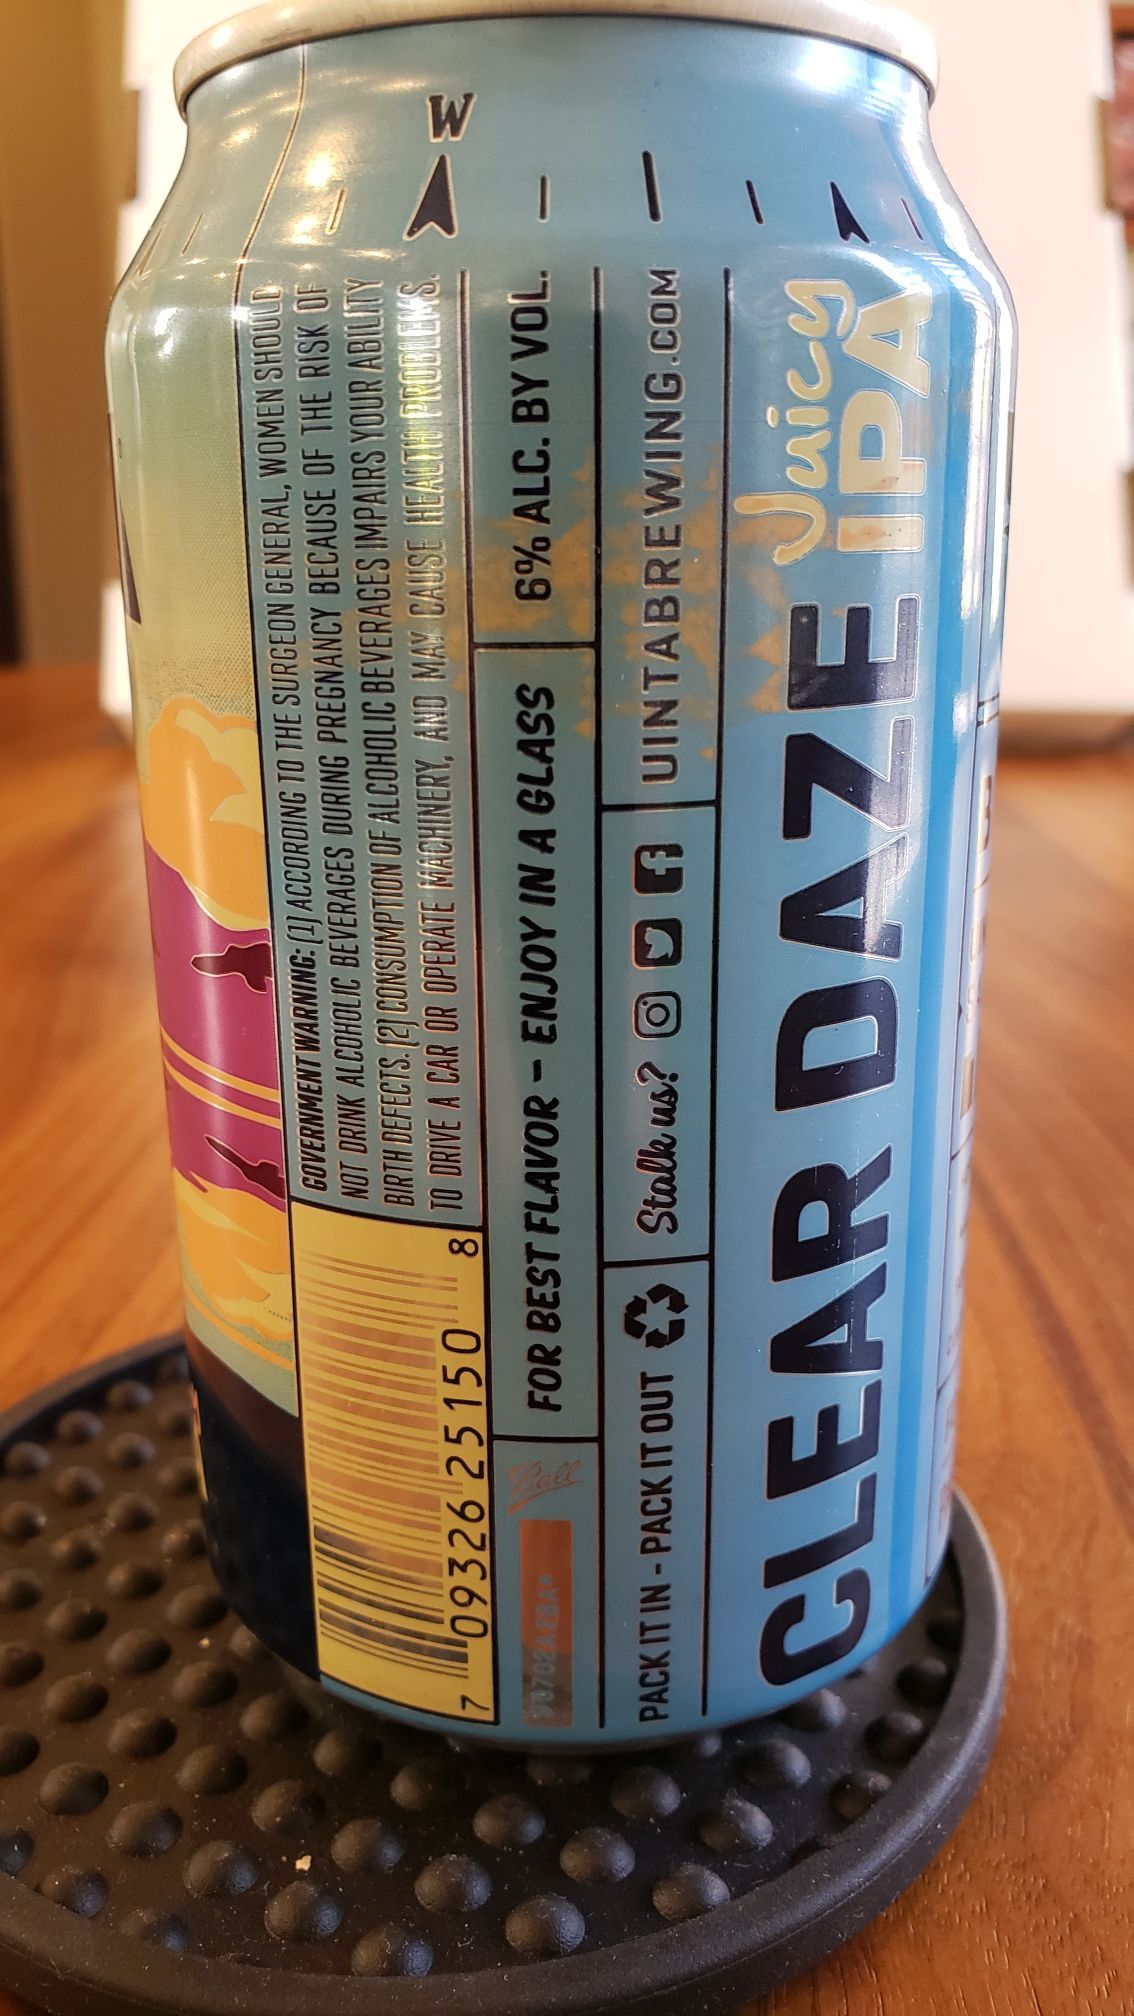 W
GOVERNMENT WARNING: (1) ACCORDING TO THE SURGEON GENERAL, WOMEN SHOULD
NOT DRINK ALCOHOLIC BEVERAGES DURING PREGNANCY BECAUSE OF THE RISK OF
BIRTH DEFECTS. (2) CONSUMPTION OF ALCOHOLIC BEVERAGES IMPAIRS YOUR ABILITY
TO DRIVE A CAR OR OPERATE MACHINERY, AND MAY CAUSE HEALTH PROBLEMS.
7 09326 25150 8
Ball
FOR BEST FLAVOR – ENJOY IN A GLASS
6% ALC. BY VOL.
PACK IT IN - PACK IT OUT
Stalk us?
UINTABREWING.COM
CLEAR DAZE Juicy IPA